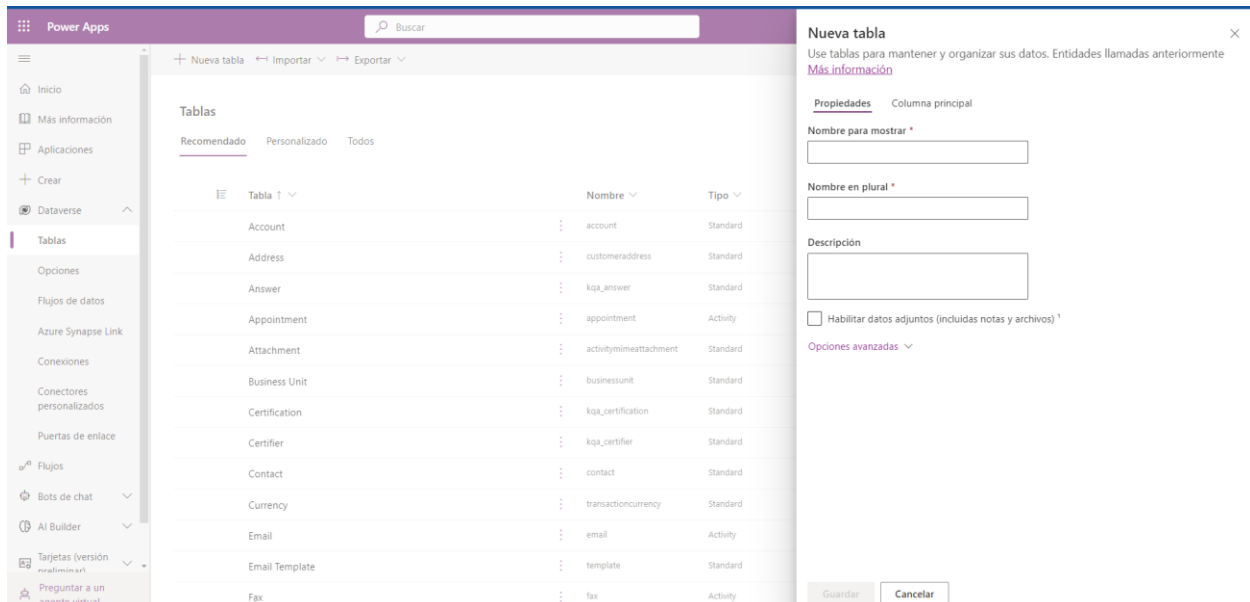 Power Apps
Buscar
Inicio
Más información
Aplicaciones
Crear
Dataverse
Tablas
Opciones
Flujos de datos
Azure Synapse Link
Conexiones
Conectores
personalizados
Puertas de enlace
Flujos
Bots de chat
AI Builder
Tarjetas (versión
preliminar)
Preguntar a un
agente virtual
Nueva tabla Importar Exportar
Tablas
Recomendado Personalizado Todos
Tabla ↑ Nombre Tipo
Account account Standard
Address customeraddress Standard
Answer kqa_answer Standard
Appointment appointment Activity
Attachment activitymimeattachment Standard
Business Unit businessunit Standard
Certification kqa_certification Standard
Certifier kqa_certifier Standard
Contact contact Standard
Currency transactioncurrency Standard
Email email Activity
Email Template template Standard
Fax fax Activity
Nueva tabla
Use tablas para mantener y organizar sus datos. Entidades llamadas anteriormente
Más información
Propiedades Columna principal
Nombre para mostrar *
Nombre en plural *
Descripción
Habilitar datos adjuntos (incluidas notas y archivos) ¹
Opciones avanzadas
Guardar Cancelar